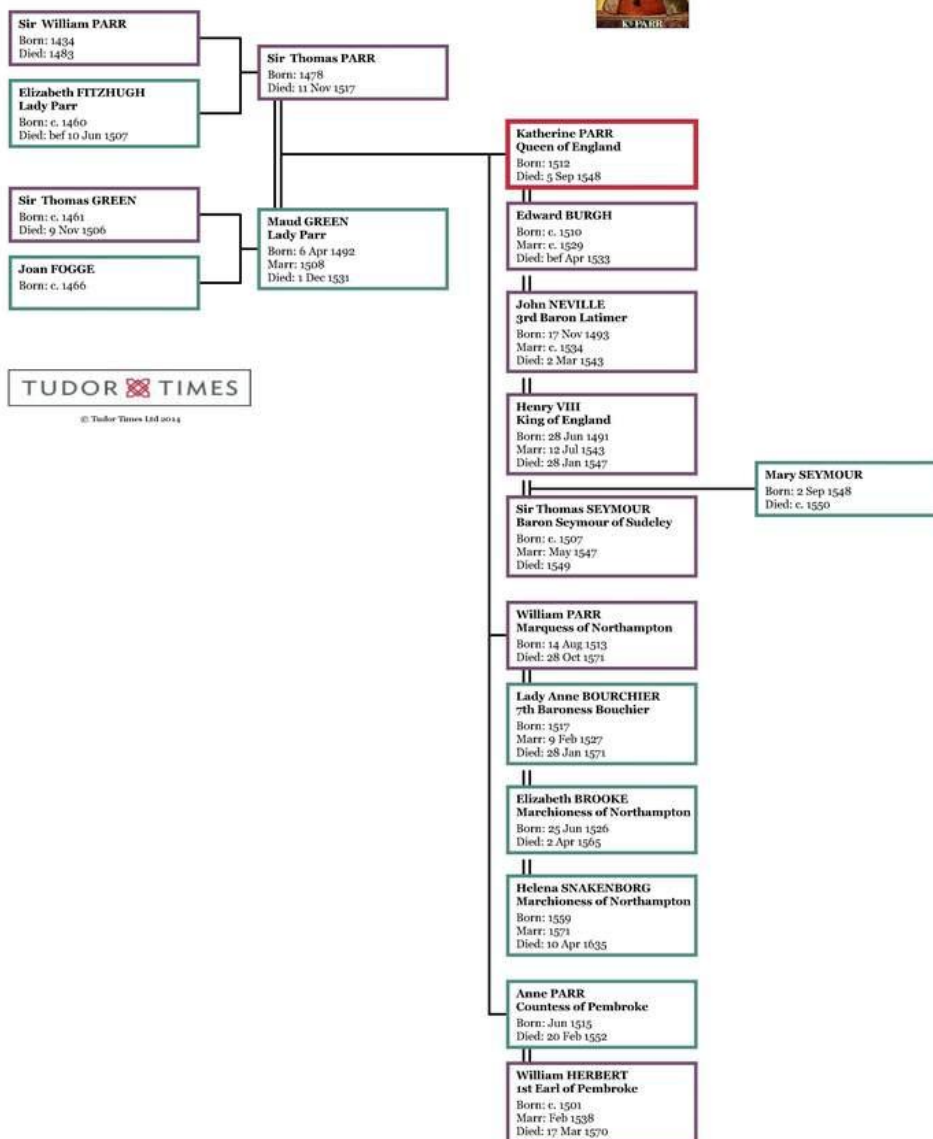 K. PARR
Sir William PARR
Born: 1434
Died: 1483
Elizabeth FITZHUGH
Lady Parr
Born: c. 1460
Died: bef 10 Jun 1507
Sir Thomas GREEN
Born: c. 1461
Died: 9 Nov 1506
Joan FOGGE
Born: c. 1466
TUDOR TIMES
© Tudor Times Ltd 2014
Sir Thomas PARR
Born: 1478
Died: 11 Nov 1517
Maud GREEN
Lady Parr
Born: 6 Apr 1492
Marr: 1508
Died: 1 Dec 1531
Katherine PARR
Queen of England
Born: 1512
Died: 5 Sep 1548
Edward BURGH
Born: c. 1510
Marr: c. 1529
Died: bef Apr 1533
John NEVILLE
3rd Baron Latimer
Born: 17 Nov 1493
Marr: c. 1534
Died: 2 Mar 1543
Henry VIII
King of England
Born: 28 Jun 1491
Marr: 12 Jul 1543
Died: 28 Jan 1547
Sir Thomas SEYMOUR
Baron Seymour of Sudeley
Born: c. 1507
Marr: May 1547
Died: 1549
Mary SEYMOUR
Born: 2 Sep 1548
Died: c. 1550
William PARR
Marquess of Northampton
Born: 14 Aug 1513
Died: 28 Oct 1571
Lady Anne BOURCHIER
7th Baroness Bouchier
Born: 1517
Marr: 9 Feb 1527
Died: 28 Jan 1571
Elizabeth BROOKE
Marchioness of Northampton
Born: 25 Jun 1526
Died: 2 Apr 1565
Helena SNAKENBORG
Marchioness of Northampton
Born: 1559
Marr: 1571
Died: 10 Apr 1635
Anne PARR
Countess of Pembroke
Born: Jun 1515
Died: 20 Feb 1552
William HERBERT
1st Earl of Pembroke
Born: c. 1501
Marr: Feb 1538
Died: 17 Mar 1570